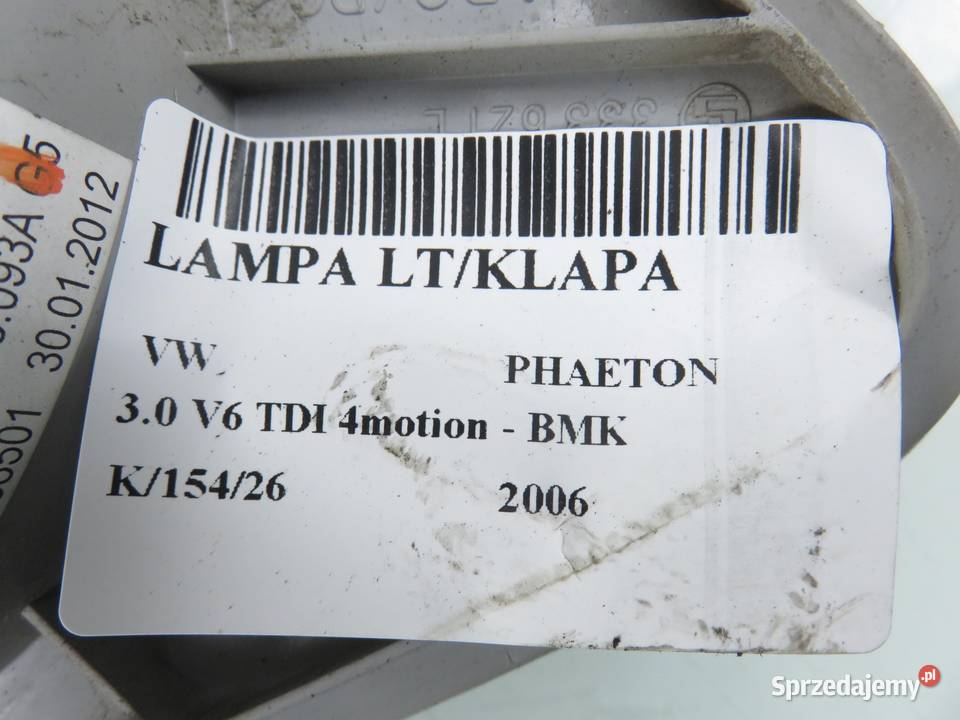 LAMPA LT/KLAPA
VW PHAETON
3.0 V6 TDI 4motion - BMK
K/154/26 2006
G5
30.01.2012
Sprzedajemy.pl